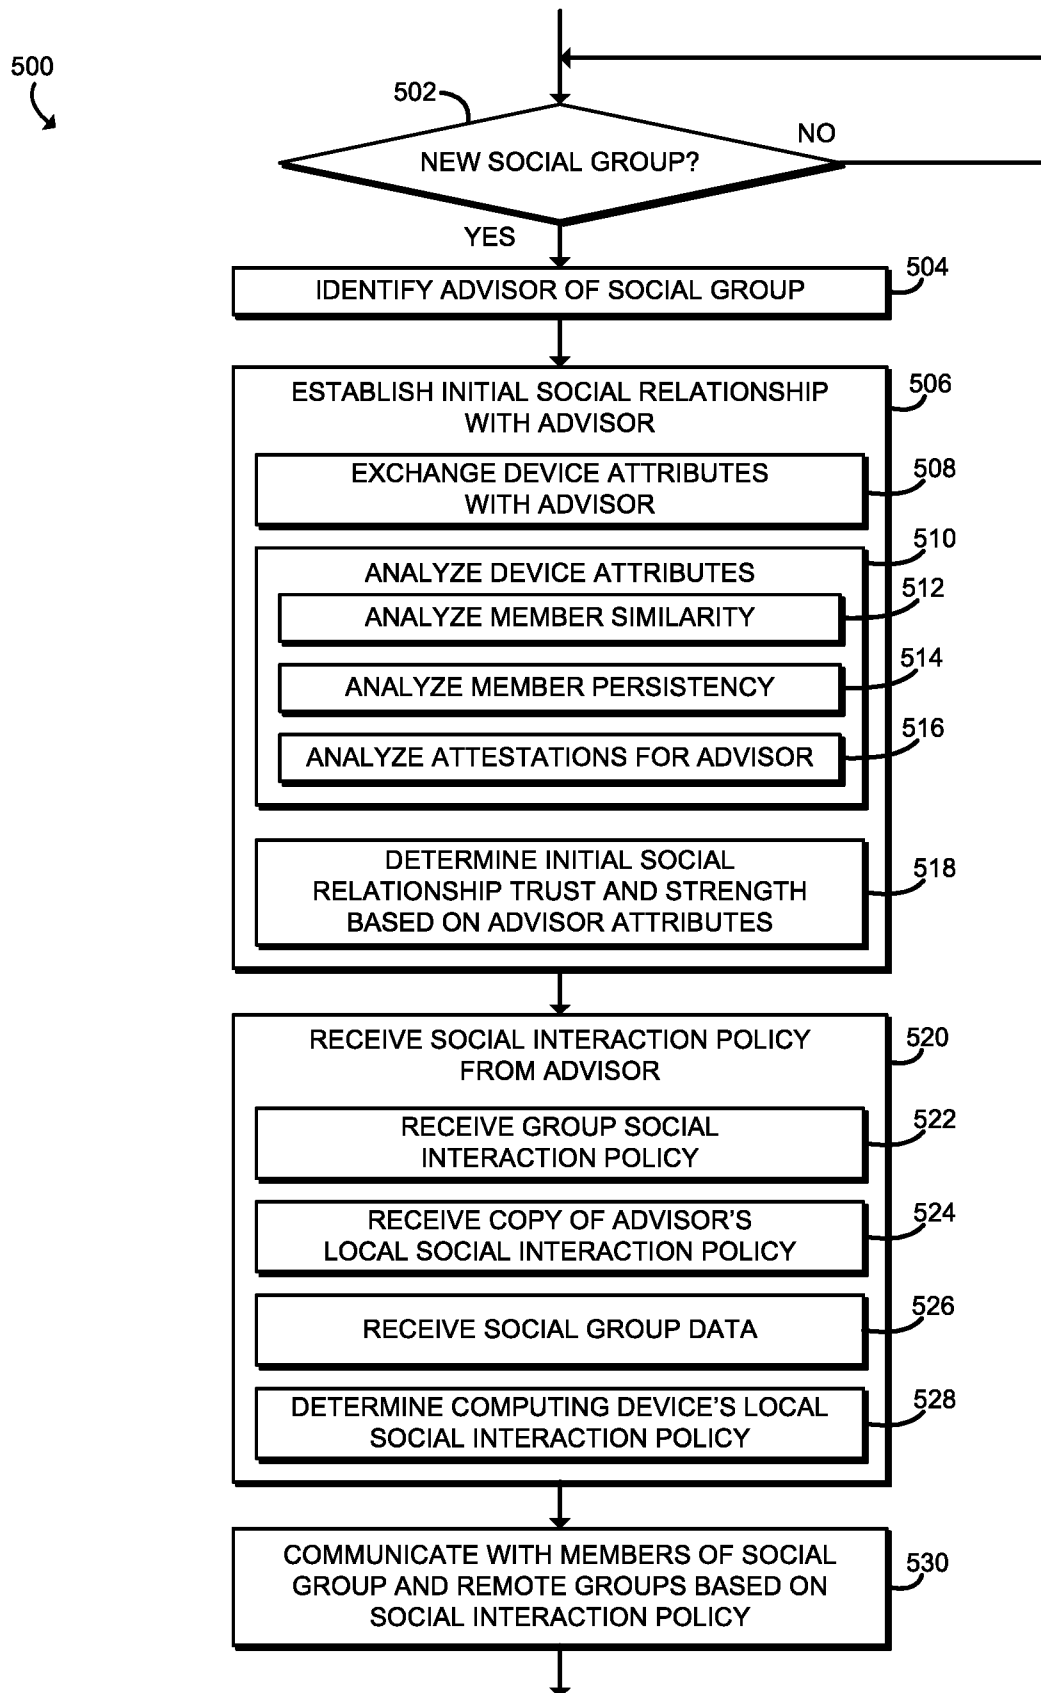 500
502
NEW SOCIAL GROUP?
NO
YES
IDENTIFY ADVISOR OF SOCIAL GROUP
504
ESTABLISH INITIAL SOCIAL RELATIONSHIP
WITH ADVISOR
506
EXCHANGE DEVICE ATTRIBUTES
WITH ADVISOR
508
ANALYZE DEVICE ATTRIBUTES
510
ANALYZE MEMBER SIMILARITY
512
ANALYZE MEMBER PERSISTENCY
514
ANALYZE ATTESTATIONS FOR ADVISOR
516
DETERMINE INITIAL SOCIAL
RELATIONSHIP TRUST AND STRENGTH
BASED ON ADVISOR ATTRIBUTES
518
RECEIVE SOCIAL INTERACTION POLICY
FROM ADVISOR
520
RECEIVE GROUP SOCIAL
INTERACTION POLICY
522
RECEIVE COPY OF ADVISOR'S
LOCAL SOCIAL INTERACTION POLICY
524
RECEIVE SOCIAL GROUP DATA
526
DETERMINE COMPUTING DEVICE'S LOCAL
SOCIAL INTERACTION POLICY
528
COMMUNICATE WITH MEMBERS OF SOCIAL
GROUP AND REMOTE GROUPS BASED ON
SOCIAL INTERACTION POLICY
530